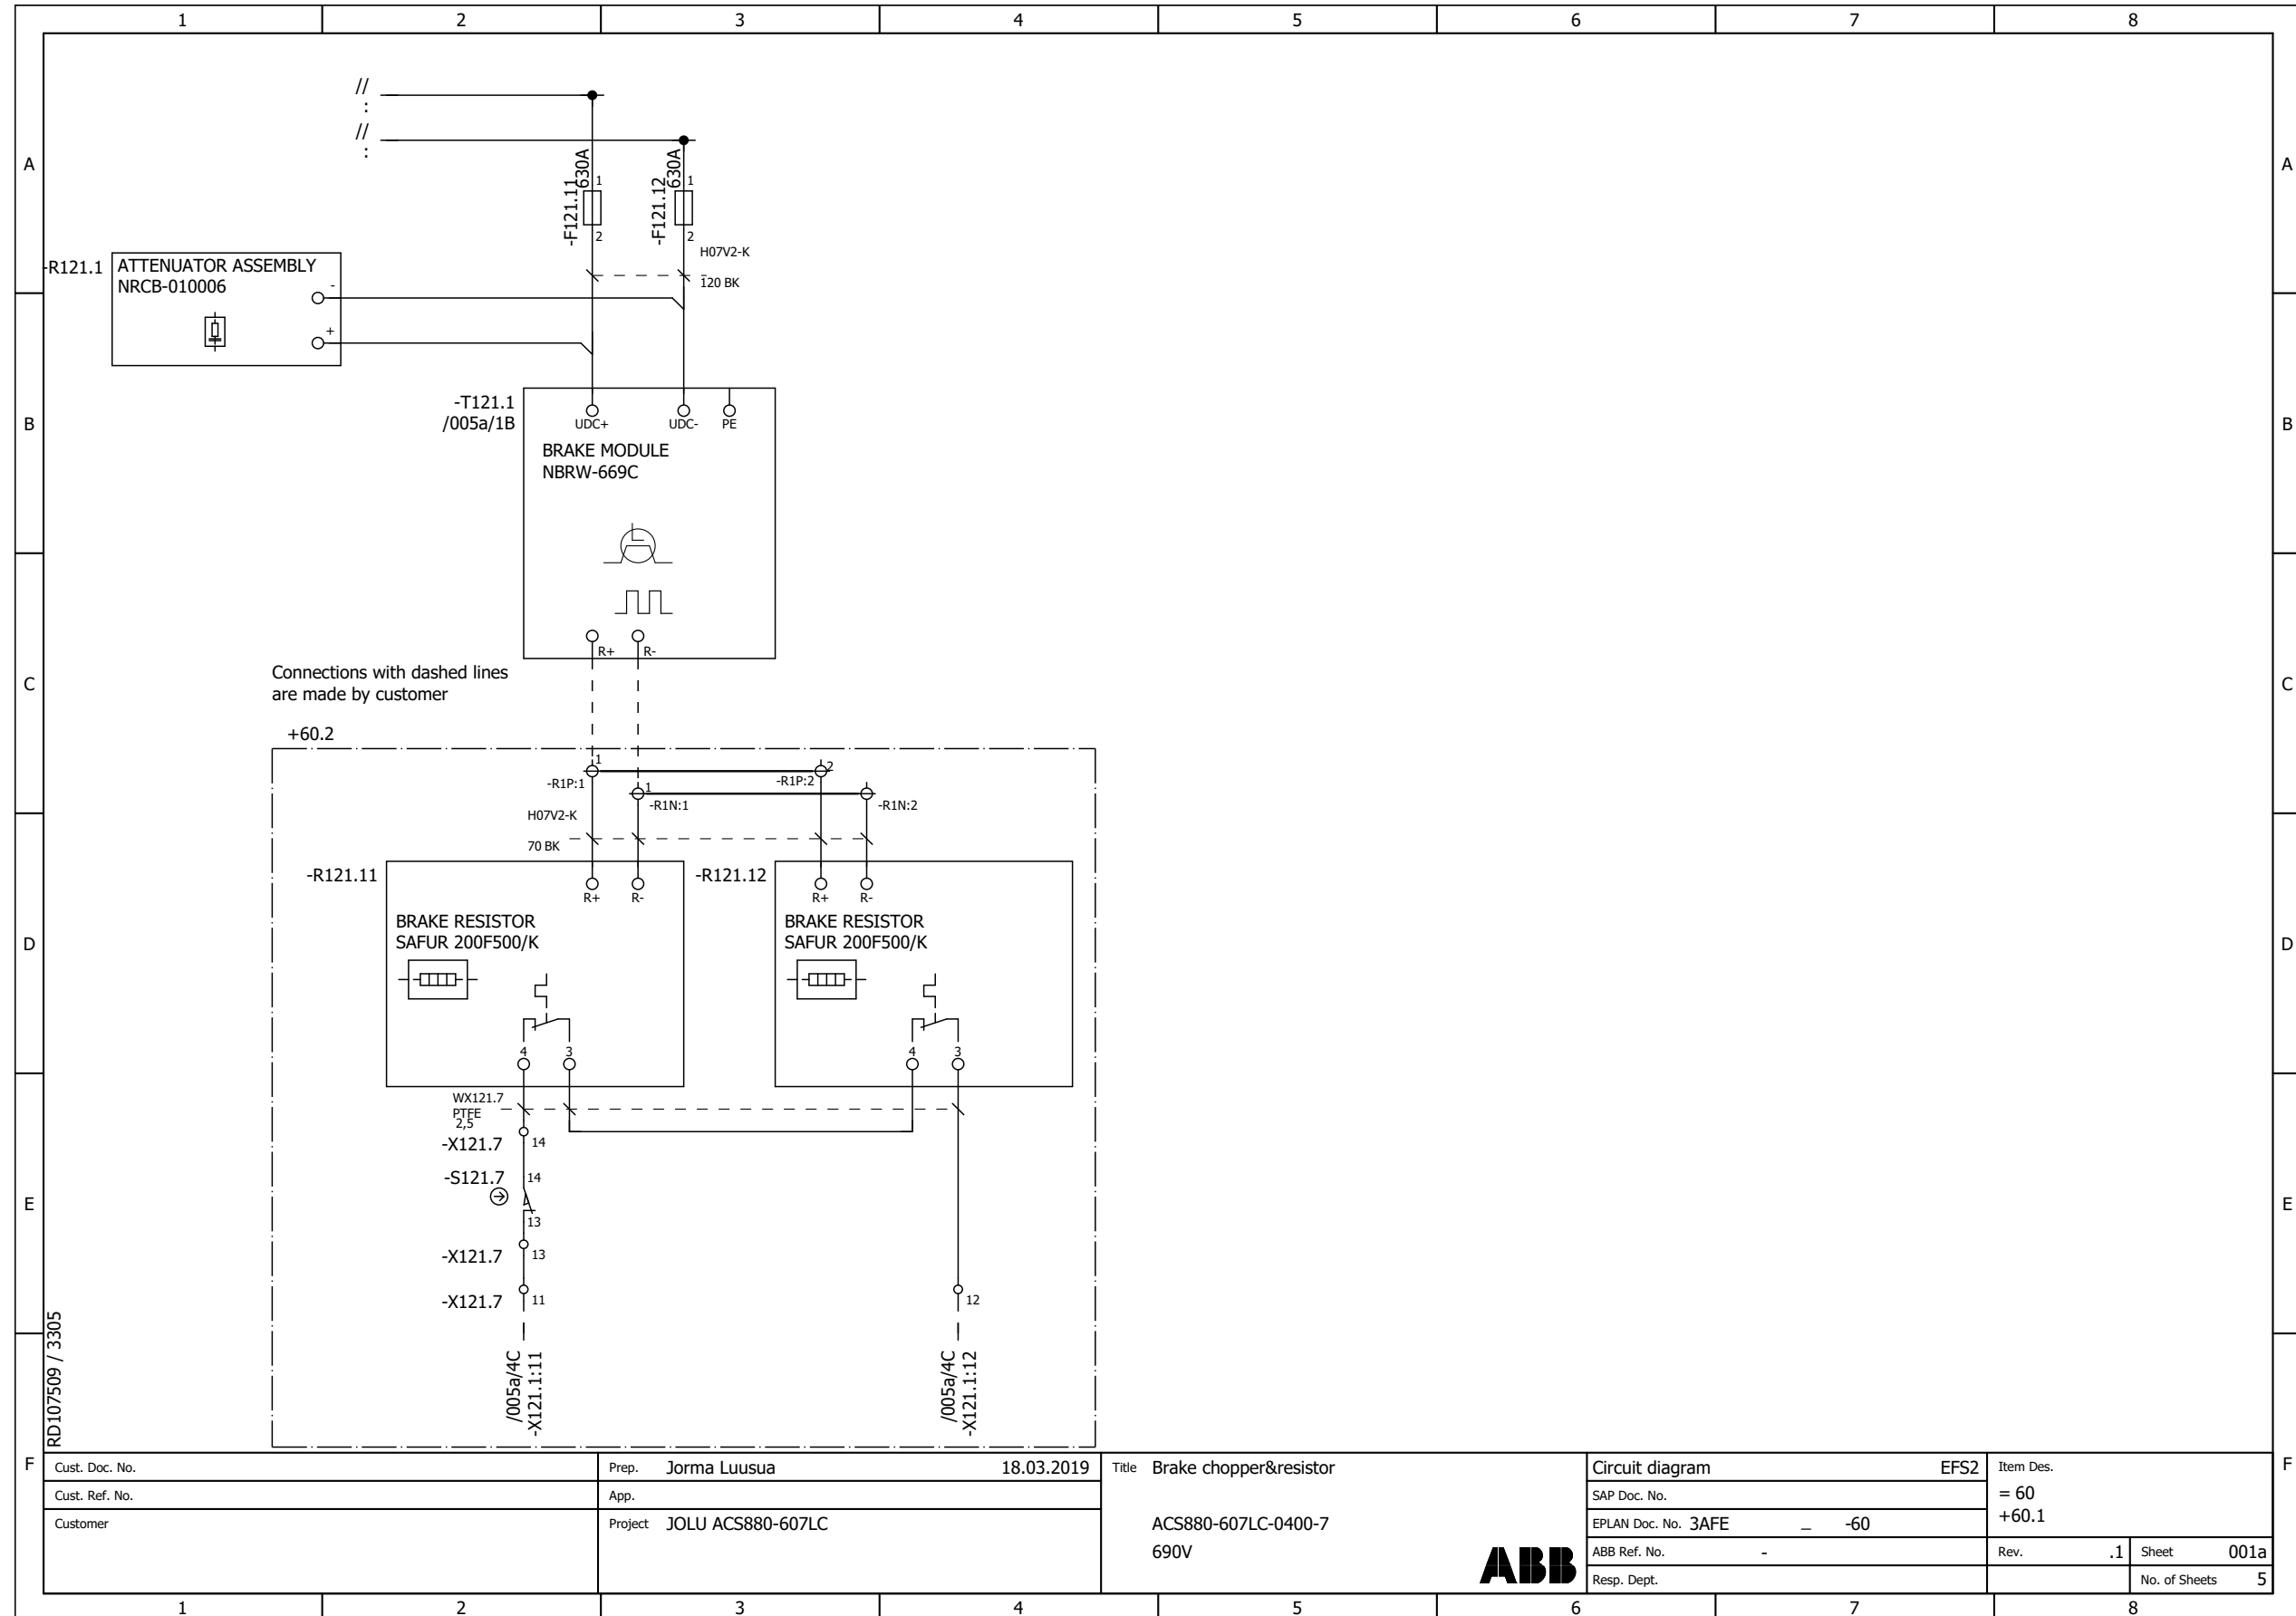 1 2 3 4 5 6 7 8
//
:
//
:
A A
630A
630A
-F121.11
1
2
-F121.12
1
2
H07V2-K
120 BK
-R121.1
ATTENUATOR ASSEMBLY
NRCB-010006
-
+
-T121.1
/005a/1B
UDC+ UDC- PE
B B
BRAKE MODULE
NBRW-669C
R+ R-
Connections with dashed lines
are made by customer
C C
+60.2
1 2
-R1P:1 -R1P:2
1
-R1N:1 -R1N:2
H07V2-K
70 BK
-R121.11
R+ R-
-R121.12
R+ R-
BRAKE RESISTOR
SAFUR 200F500/K
BRAKE RESISTOR
SAFUR 200F500/K
D D
4 3 4 3
WX121.7
PTFE
2,5
-X121.7 14
-S121.7 14
13
E E
-X121.7 13
-X121.7 11
12
/005a/4C
-X121.1:11
/005a/4C
-X121.1:12
RD107509 / 3305
F F
Cust. Doc. No.
Cust. Ref. No.
Customer
Prep. Jorma Luusua 18.03.2019
App.
Project JOLU ACS880-607LC
Title Brake chopper&resistor
ACS880-607LC-0400-7
690V
ABB
Circuit diagram EFS2
SAP Doc. No.
EPLAN Doc. No. 3AFE _ -60
ABB Ref. No. -
Resp. Dept.
Item Des.
= 60
+60.1
Rev. .1 Sheet 001a
No. of Sheets 5
1 2 3 4 5 6 7 8